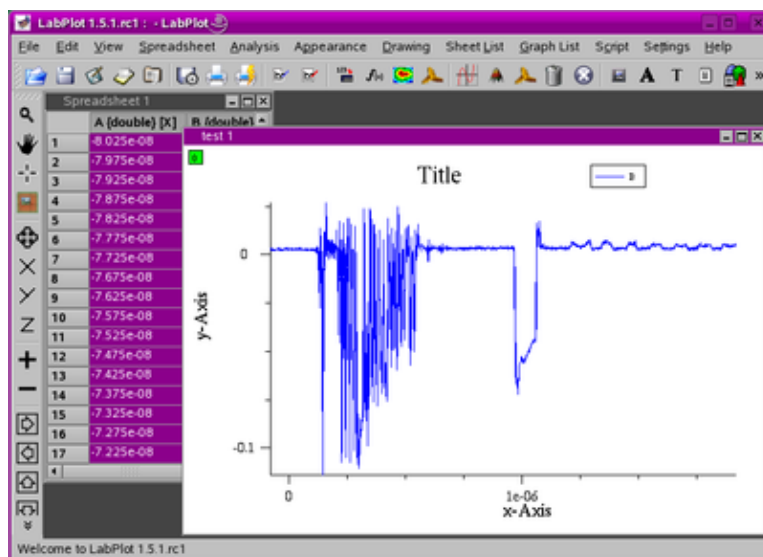 LabPlot 1.5.1.rc1 : - LabPlot
File Edit View Spreadsheet Analysis Appearance Drawing Sheet List Graph List Script Settings Help
Spreadsheet 1
A {double} [X] B {double}
test 1
1 -8.025e-08
2 -7.975e-08
3 -7.925e-08
4 -7.875e-08
5 -7.825e-08
6 -7.775e-08
7 -7.725e-08
8 -7.675e-08
9 -7.625e-08
10 -7.575e-08
11 -7.525e-08
12 -7.475e-08
13 -7.425e-08
14 -7.375e-08
15 -7.325e-08
16 -7.275e-08
17 -7.225e-08
X
Y
Z
Title
0
y-Axis
-0.1
0 1e-06
x-Axis
Welcome to LabPlot 1.5.1.rc1